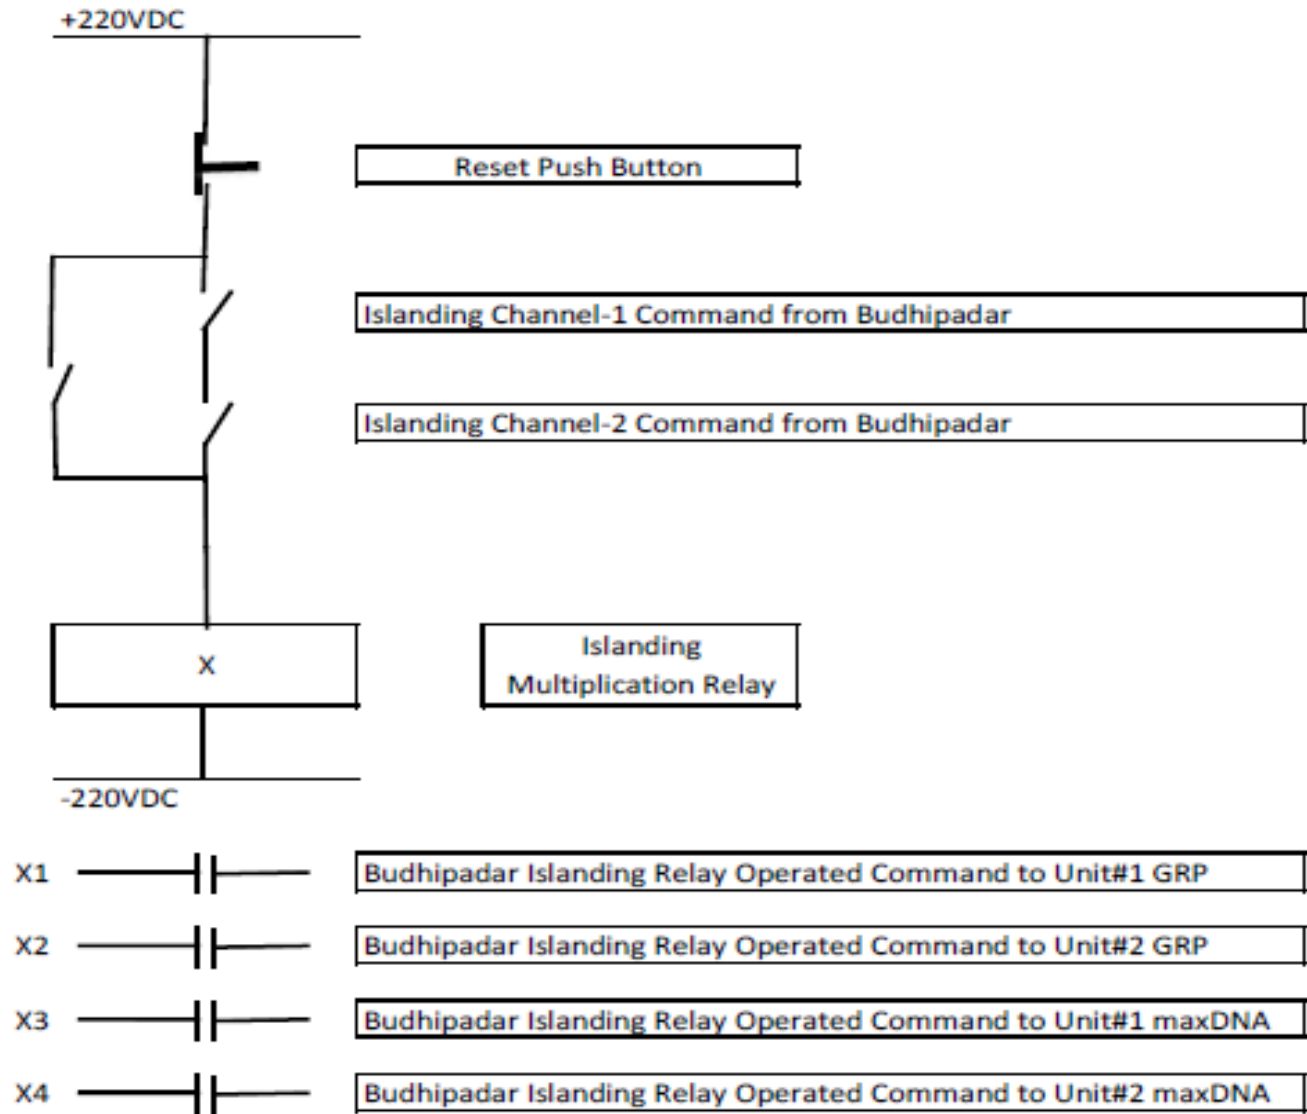 +220VDC
Reset Push Button
Islanding Channel-1 Command from Budhipadar
Islanding Channel-2 Command from Budhipadar
X
Islanding
Multiplication Relay
-220VDC
X1
Budhipadar Islanding Relay Operated Command to Unit#1 GRP
X2
Budhipadar Islanding Relay Operated Command to Unit#2 GRP
X3
Budhipadar Islanding Relay Operated Command to Unit#1 maxDNA
X4
Budhipadar Islanding Relay Operated Command to Unit#2 maxDNA